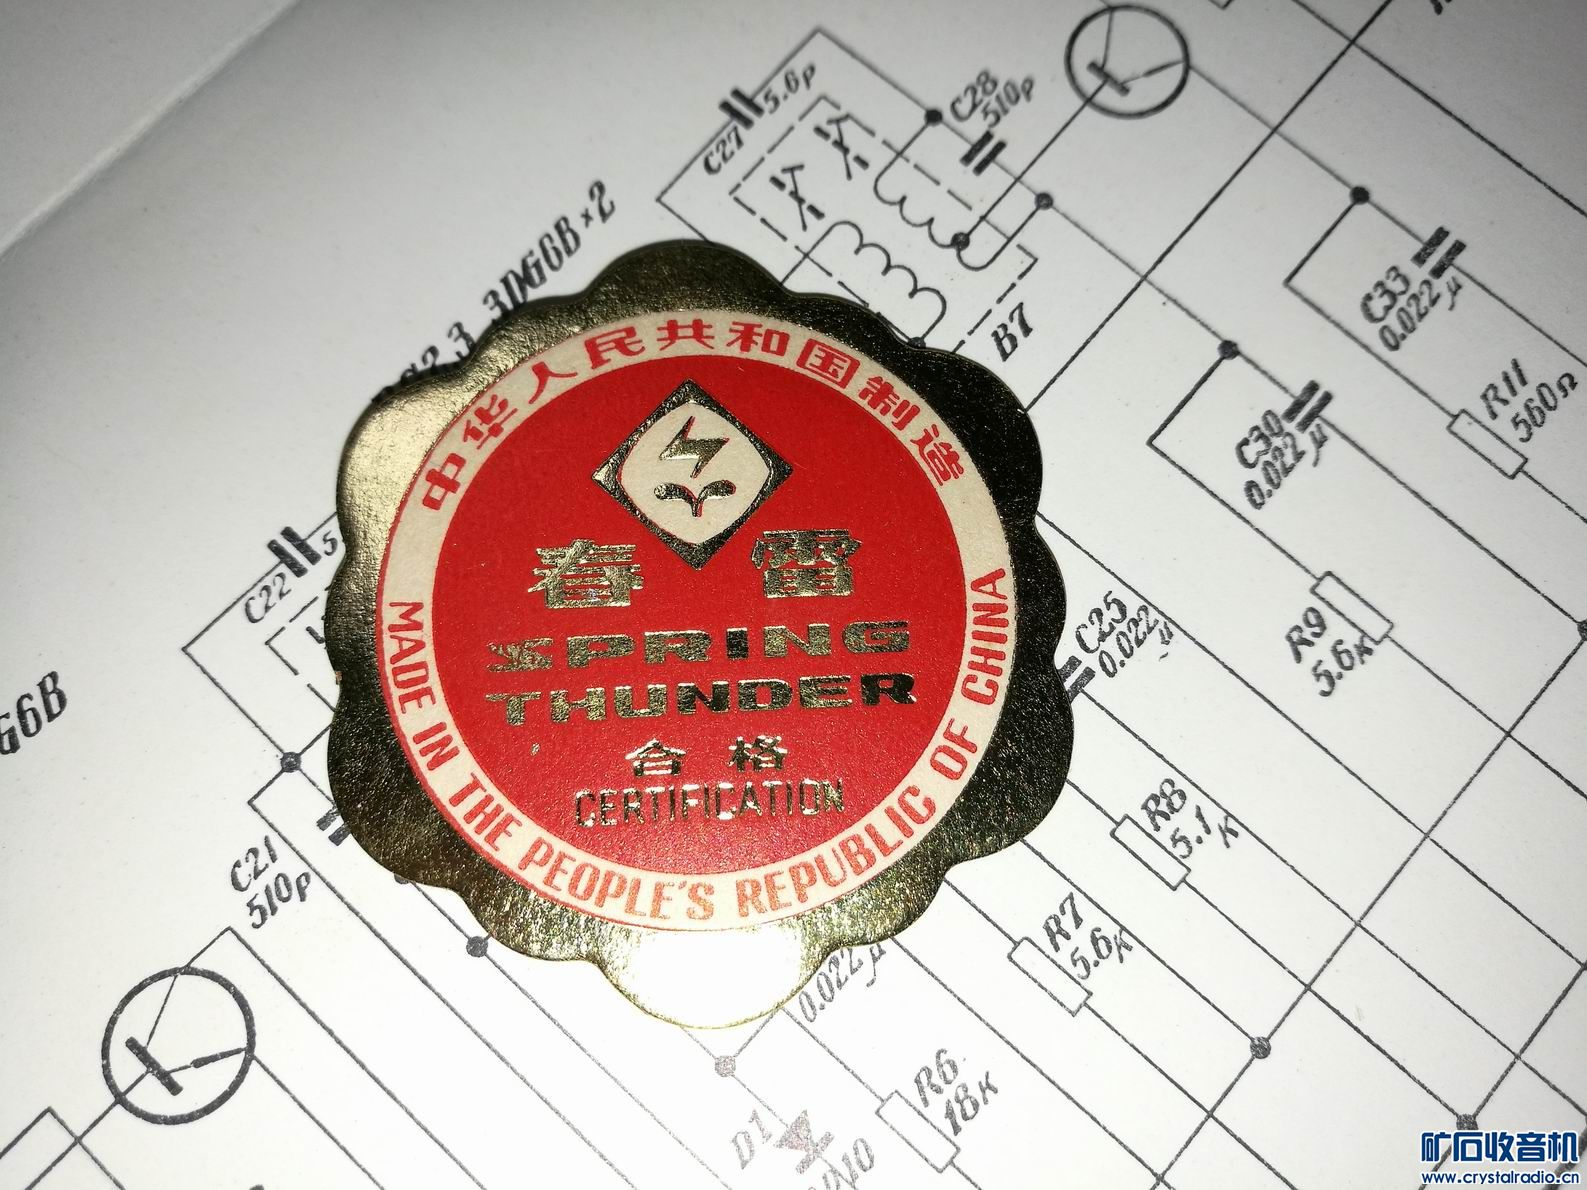 中华人民共和国制造
春雷
SPRING
THUNDER
合格
CERTIFICATION
MADE IN THE PEOPLE'S REPUBLIC OF CHINA
C27
5.6P
C28
510P
3DG6B×2
B7
C33
0.022μ
R11
560Ω
C30
0.022μ
C22
5
C25
0.022μ
R9
5.6K
G6B
R8
5.1K
C21
510P
R7
5.6K
0.022μ
R6
18K
D1
矿石收音机
www.crystalradio.cn